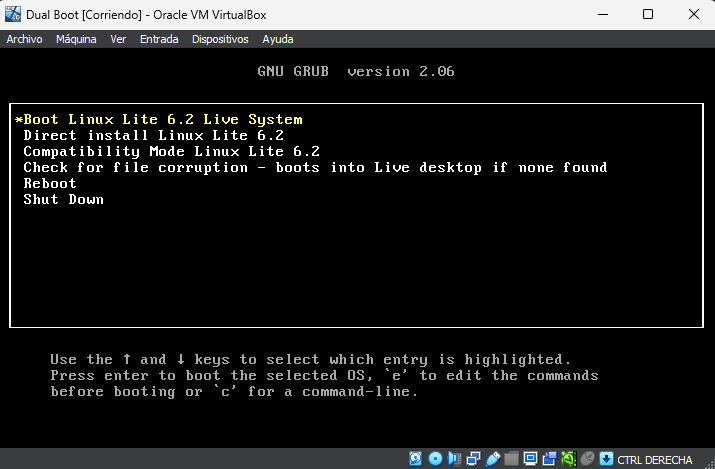 Dual Boot [Corriendo] - Oracle VM VirtualBox
Archivo Máquina Ver Entrada Dispositivos Ayuda
GNU GRUB version 2.06
*Boot Linux Lite 6.2 Live System
Direct install Linux Lite 6.2
Compatibility Mode Linux Lite 6.2
Check for file corruption - boots into Live desktop if none found
Reboot
Shut Down
Use the ↑ and ↓ keys to select which entry is highlighted.
Press enter to boot the selected OS, `e' to edit the commands
before booting or `c' for a command-line.
CTRL DERECHA